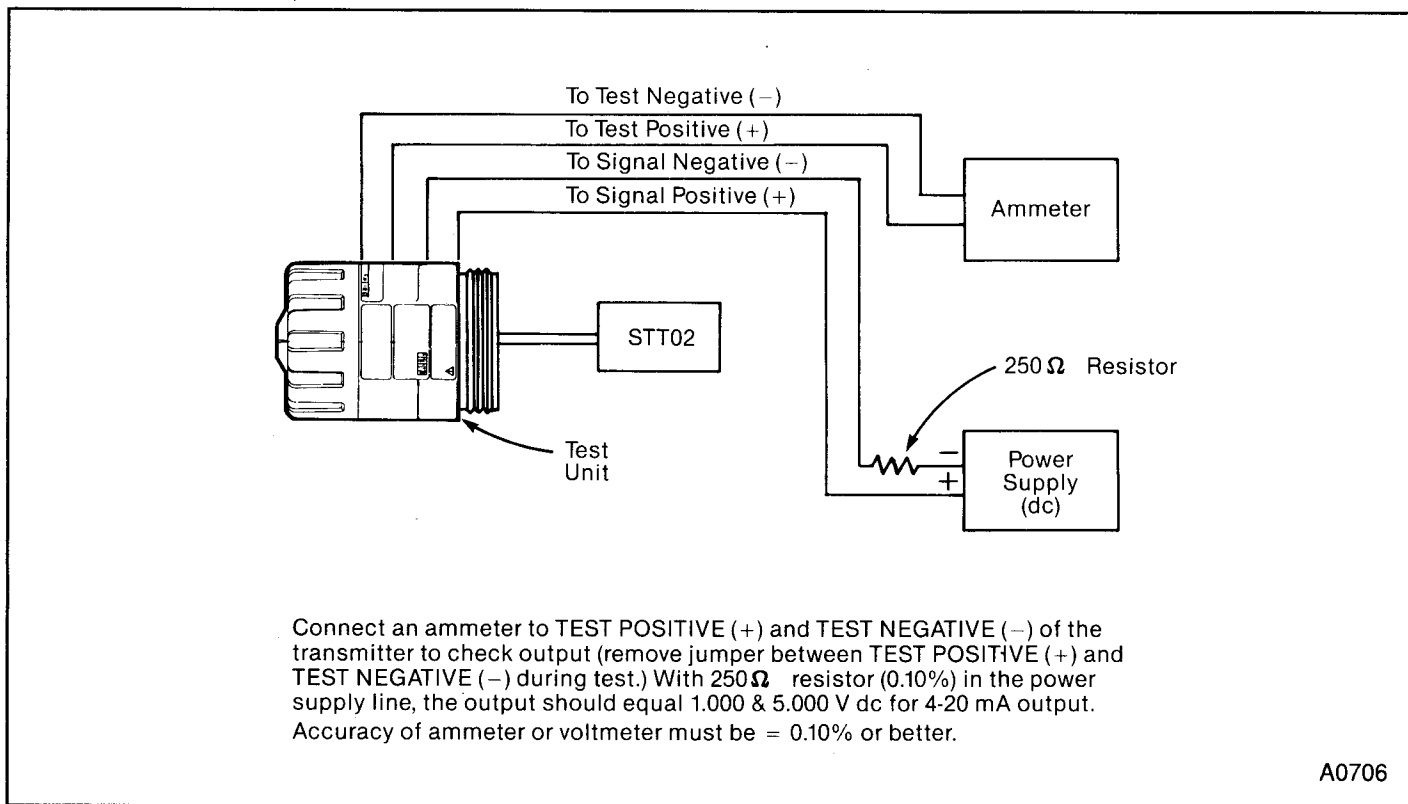 To Test Negative (−)
To Test Positive (+)
To Signal Negative (−)
To Signal Positive (+)
Ammeter
STT02
250Ω Resistor
Test
Unit
−
+
Power
Supply
(dc)
Connect an ammeter to TEST POSITIVE (+) and TEST NEGATIVE (−) of the
transmitter to check output (remove jumper between TEST POSITIVE (+) and
TEST NEGATIVE (−) during test.) With 250Ω resistor (0.10%) in the power
supply line, the output should equal 1.000 & 5.000 V dc for 4-20 mA output.
Accuracy of ammeter or voltmeter must be = 0.10% or better.
A0706